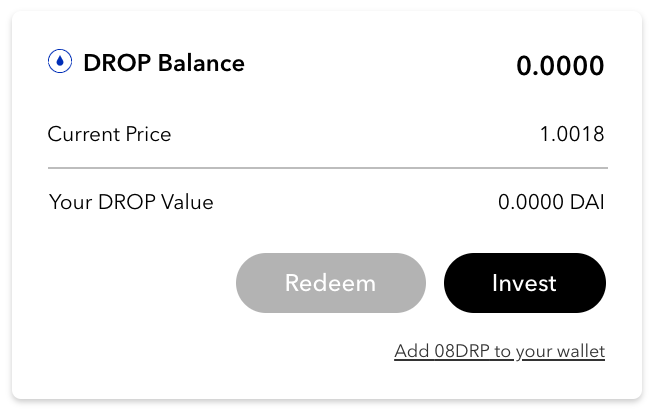 DROP Balance 0.0000
Current Price 1.0018
Your DROP Value 0.0000 DAI
Redeem Invest
Add 08DRP to your wallet